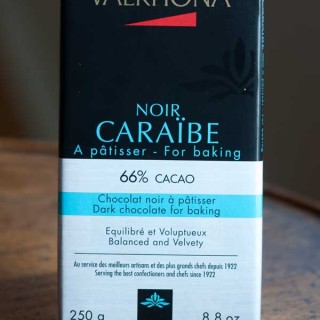 VALRHONA
NOIR
CARAÏBE
A pâtisser - For baking
66% CACAO
Chocolat noir à pâtisser
Dark chocolate for baking
Equilibré et Voluptueux
Balanced and Velvety
Au service des meilleurs artisans et des plus grands chefs depuis 1922
Serving the best confectioners and chefs since 1922
250 g 8.8 oz